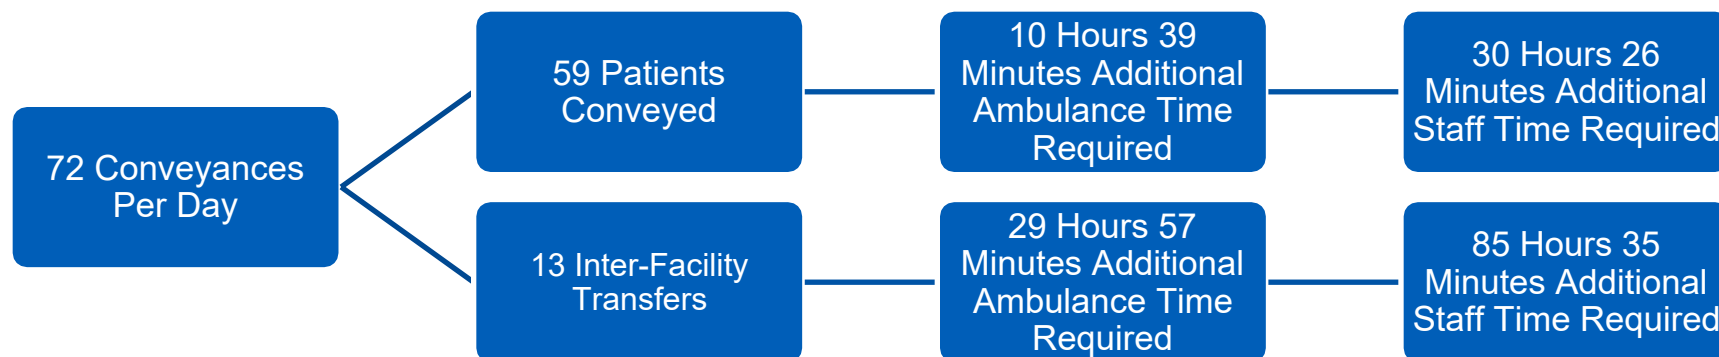 72 Conveyances
Per Day
59 Patients
Conveyed
10 Hours 39
Minutes Additional
Ambulance Time
Required
30 Hours 26
Minutes Additional
Staff Time Required
13 Inter-Facility
Transfers
29 Hours 57
Minutes Additional
Ambulance Time
Required
85 Hours 35
Minutes Additional
Staff Time Required